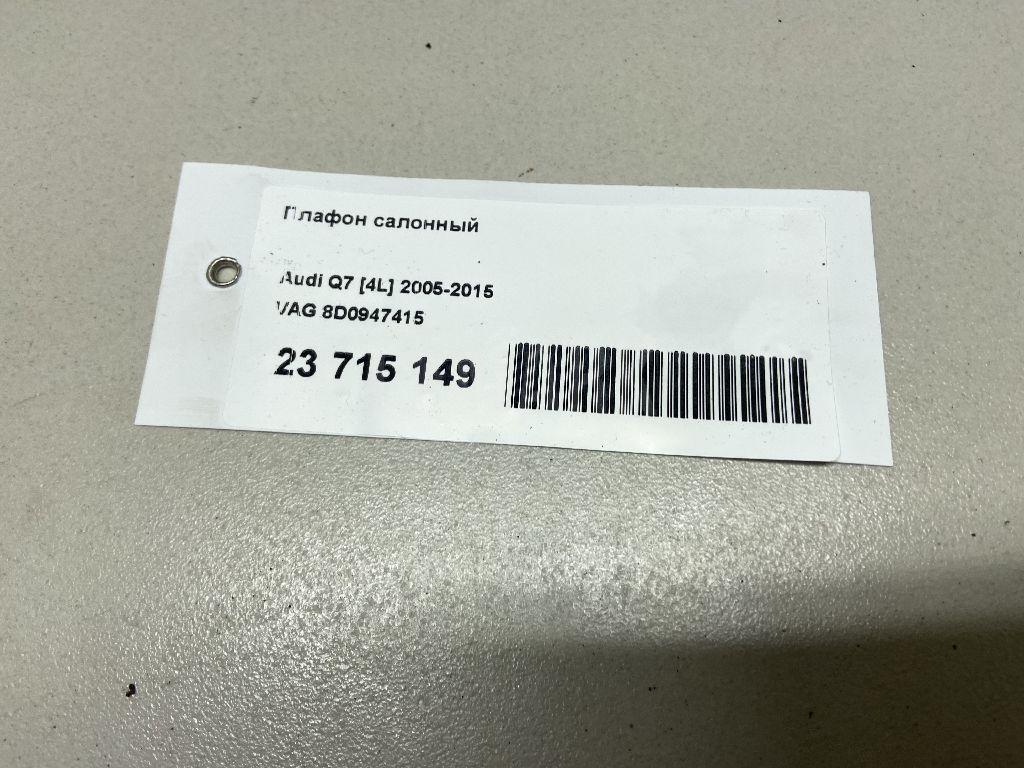 Плафон салонный
Audi Q7 [4L] 2005-2015
VAG 8D0947415
23 715 149